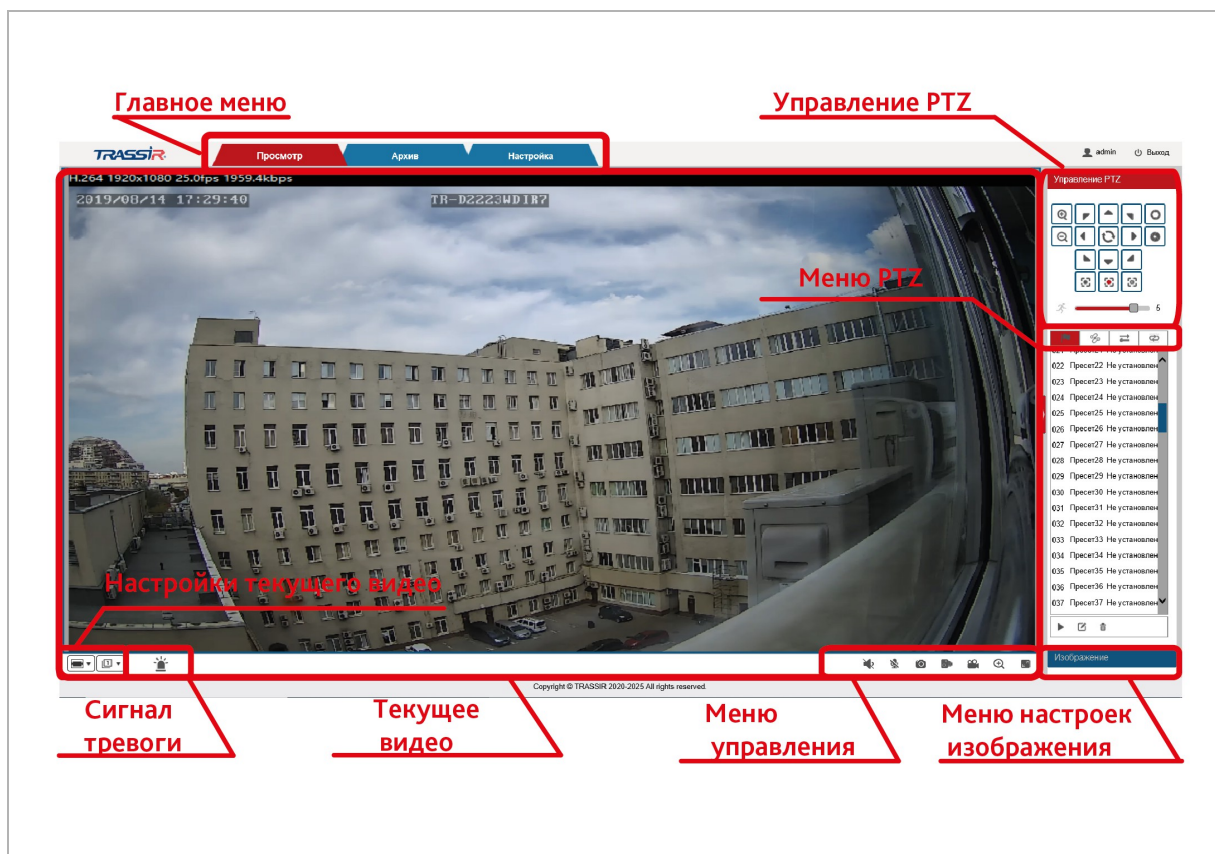 Главное меню
Управление PTZ
TRASSIR
Просмотр
Архив
Настройка
admin
Выход
H.264 1920x1080 25.0fps 1959.4kbps
Управление PTZ
2019/08/14 17:29:40
TR-D2223WDIR7
Меню PTZ
5
022 Пресет22 Не установлен
023 Пресет23 Не установлен
024 Пресет24 Не установлен
025 Пресет25 Не установлен
026 Пресет26 Не установлен
027 Пресет27 Не установлен
028 Пресет28 Не установлен
029 Пресет29 Не установлен
030 Пресет30 Не установлен
031 Пресет31 Не установлен
032 Пресет32 Не установлен
033 Пресет33 Не установлен
034 Пресет34 Не установлен
035 Пресет35 Не установлен
036 Пресет36 Не установлен
037 Пресет37 Не установлен
Настройки текущего видео
1
Изображение
Copyright © TRASSIR 2020-2025 All rights reserved.
Сигнал
тревоги
Текущее
видео
Меню
управления
Меню настроек
изображения